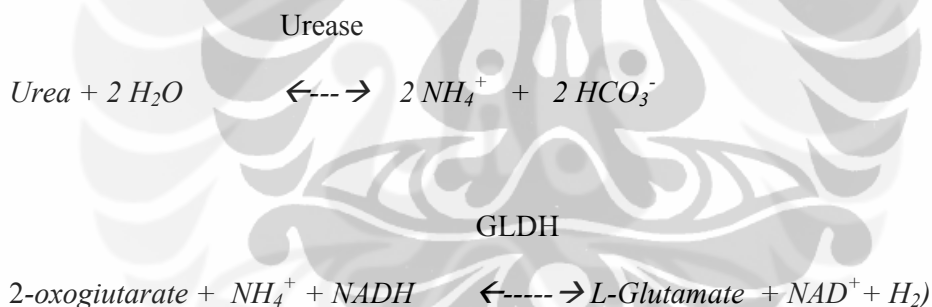 Urease
Urea + 2 H₂O ←---→ 2 NH₄⁺ + 2 HCO₃⁻
GLDH
2-oxogiutarate + NH₄⁺ + NADH ←-----→ L-Glutamate + NAD⁺ + H₂)